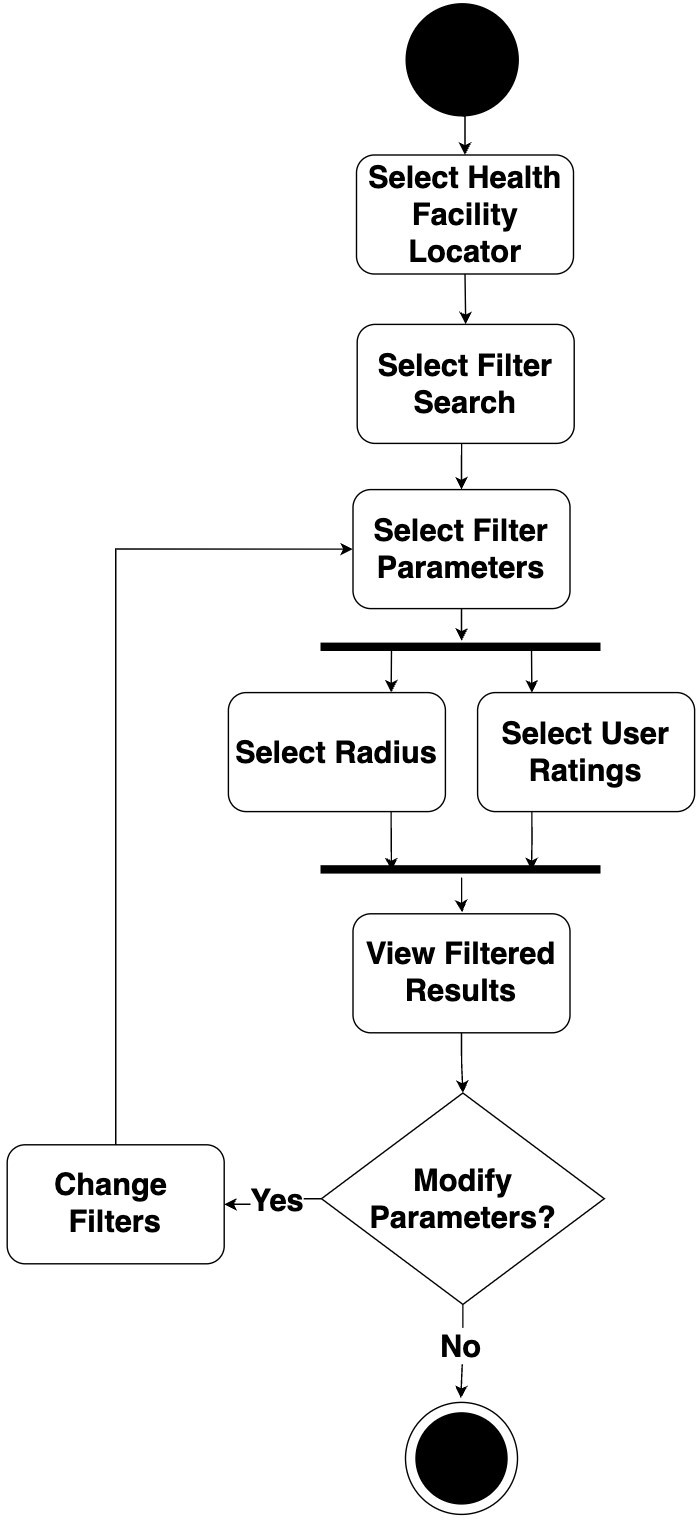 Select Health
Facility
Locator
Select Filter
Search
Select Filter
Parameters
Select Radius
Select User
Ratings
View Filtered
Results
Modify
Parameters?
Yes
Change
Filters
No